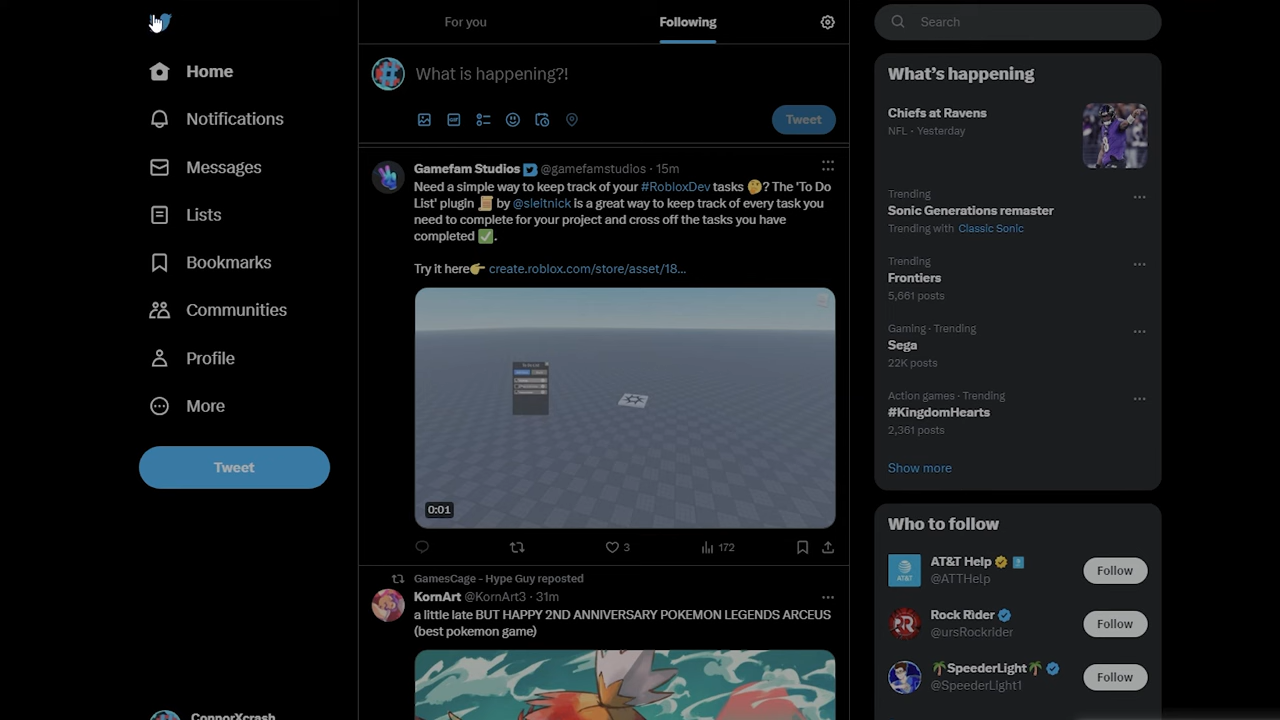 Home
Notifications
Messages
Lists
Bookmarks
Communities
Profile
More
Tweet
ConnorXcrash
For you
Following
What is happening?!
GIF
Tweet
Gamefam Studios @gamefamstudios · 15m
Need a simple way to keep track of your #RobloxDev tasks 🤔? The 'To Do
List' plugin 📜 by @sleitnick is a great way to keep track of every task you
need to complete for your project and cross off the tasks you have
completed ✅.
Try it here👉 create.roblox.com/store/asset/18...
0:01
3
172
GamesCage - Hype Guy reposted
KornArt @KornArt3 · 31m
a little late BUT HAPPY 2ND ANNIVERSARY POKEMON LEGENDS ARCEUS
(best pokemon game)
Search
What's happening
Chiefs at Ravens
NFL · Yesterday
Trending
Sonic Generations remaster
Trending with Classic Sonic
Trending
Frontiers
5,661 posts
Gaming · Trending
Sega
22K posts
Action games · Trending
#KingdomHearts
2,361 posts
Show more
Who to follow
AT&T Help
@ATTHelp
Follow
Rock Rider
@ursRockrider
Follow
🌴SpeederLight🌴
@SpeederLight1
Follow